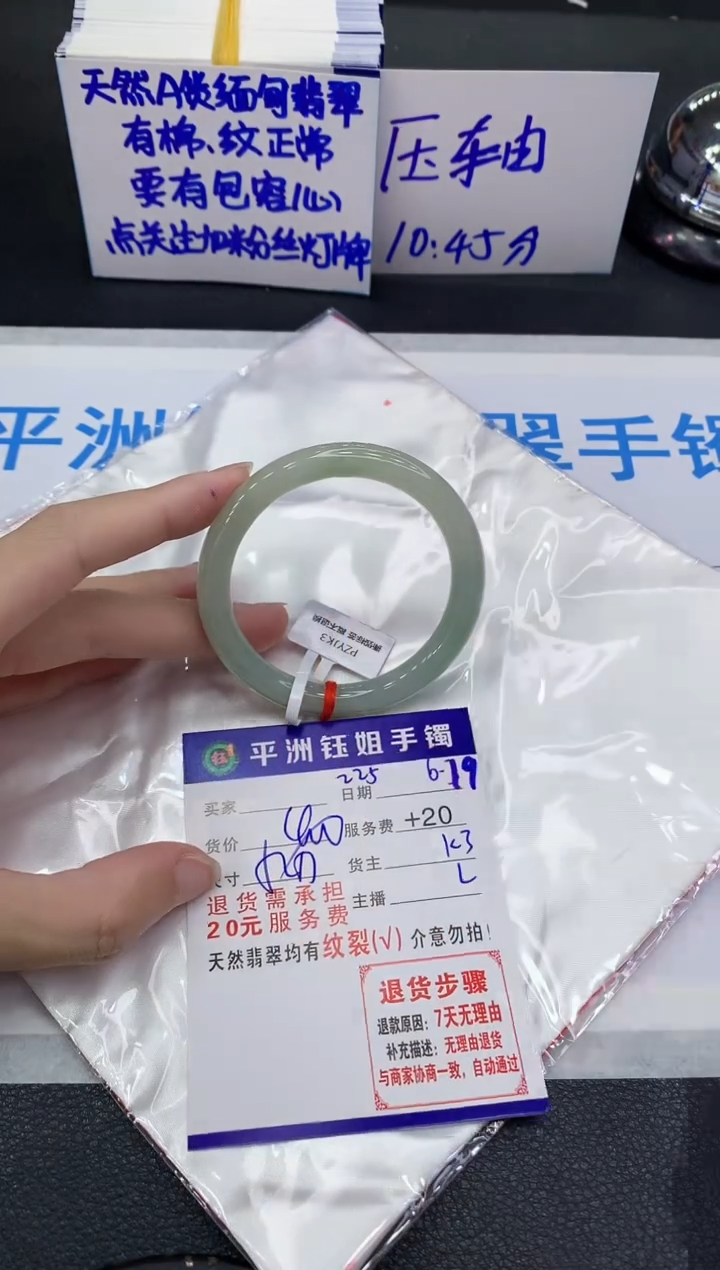 天然A货缅甸翡翠
有棉、纹正常
要有包容心
点关注加粉丝灯牌
压轴
10:45分
平洲
翠手镯
PZYJK3
平洲钰姐手镯
225 6-19
买家 日期
货价 服务费 +20
尺寸 货主 K3
退货需承担 主播 L
20元服务费
天然翡翠均有纹裂(√) 介意勿拍!
退货步骤
退款原因:7天无理由
补充描述:无理由退货
与商家协商一致,自动通过